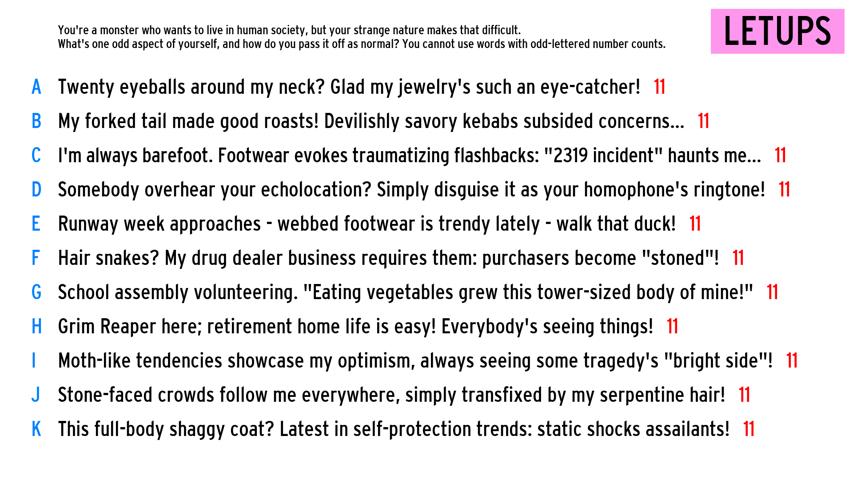 You're a monster who wants to live in human society, but your strange nature makes that difficult.
What's one odd aspect of yourself, and how do you pass it off as normal? You cannot use words with odd-lettered number counts.
LETUPS
A Twenty eyeballs around my neck? Glad my jewelry's such an eye-catcher! 11
B My forked tail made good roasts! Devilishly savory kebabs subsided concerns... 11
C I'm always barefoot. Footwear evokes traumatizing flashbacks: "2319 incident" haunts me... 11
D Somebody overhear your echolocation? Simply disguise it as your homophone's ringtone! 11
E Runway week approaches - webbed footwear is trendy lately - walk that duck! 11
F Hair snakes? My drug dealer business requires them: purchasers become "stoned"! 11
G School assembly volunteering. "Eating vegetables grew this tower-sized body of mine!" 11
H Grim Reaper here; retirement home life is easy! Everybody's seeing things! 11
I Moth-like tendencies showcase my optimism, always seeing some tragedy's "bright side"! 11
J Stone-faced crowds follow me everywhere, simply transfixed by my serpentine hair! 11
K This full-body shaggy coat? Latest in self-protection trends: static shocks assailants! 11